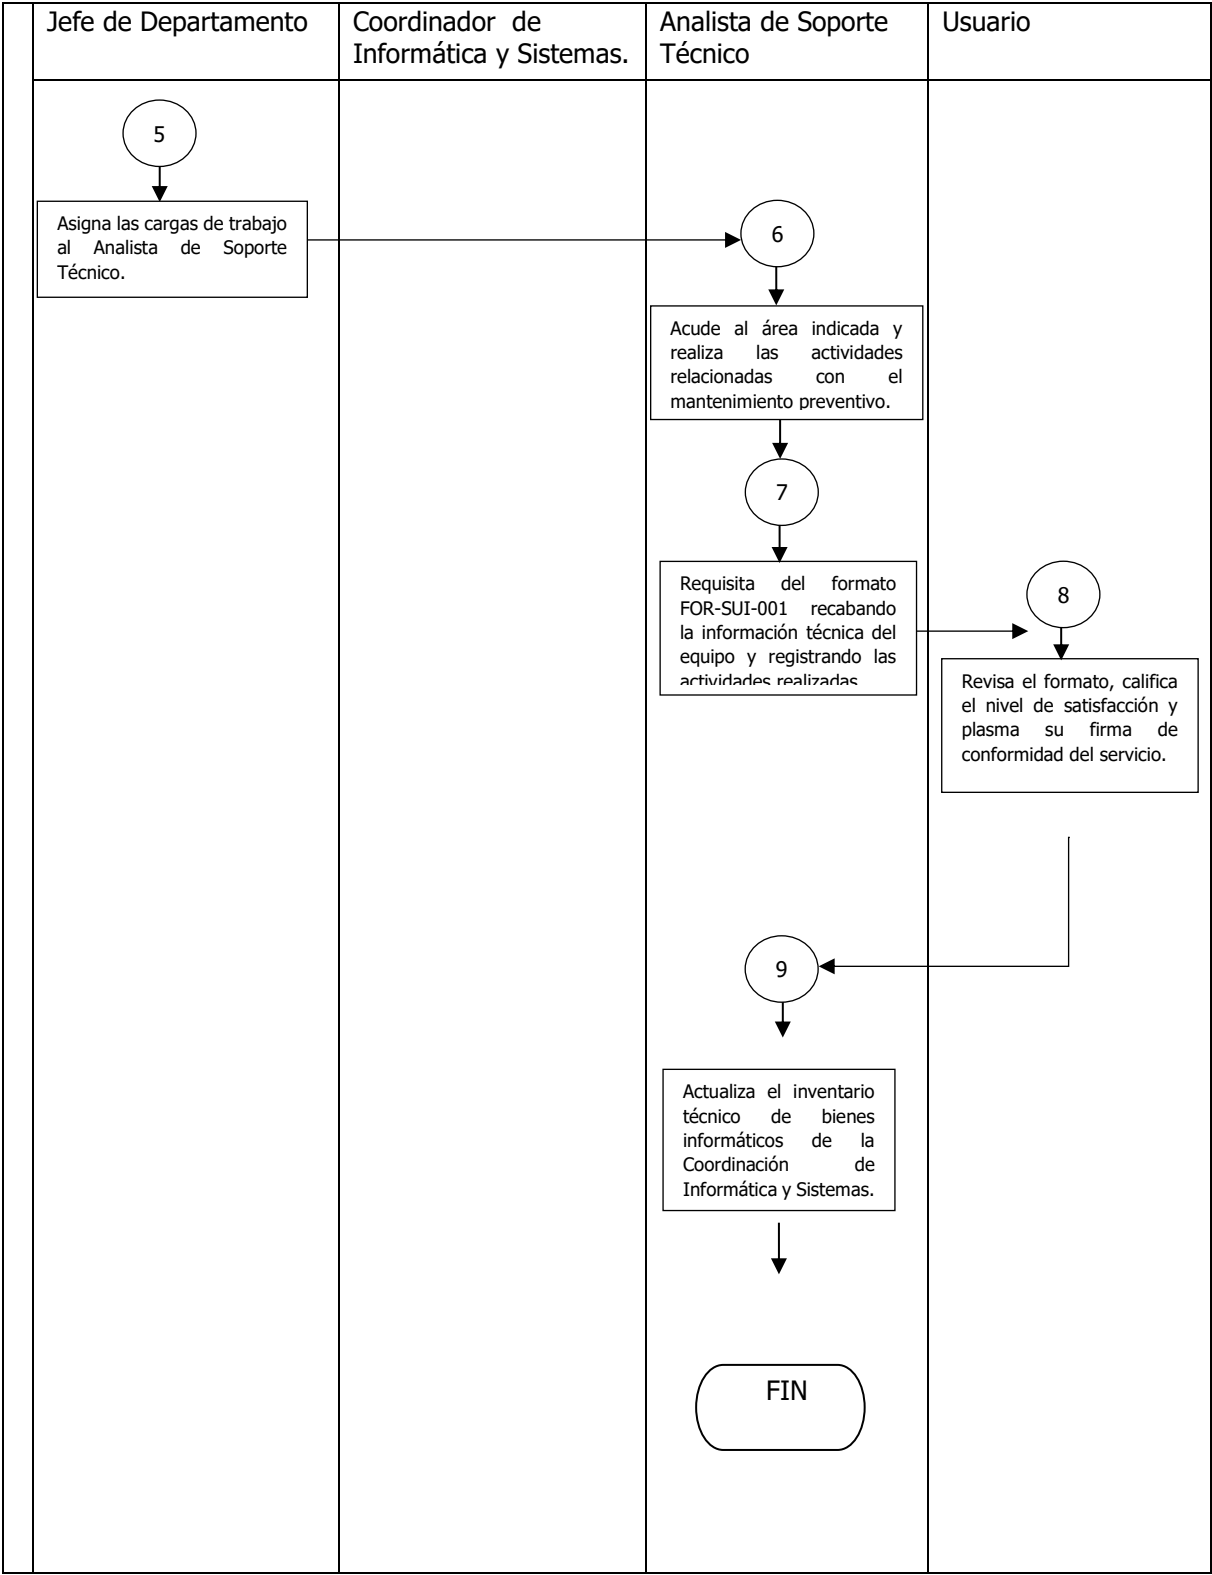 Jefe de Departamento
Coordinador de
Informática y Sistemas.
Analista de Soporte
Técnico
Usuario
5
Asigna las cargas de trabajo
al Analista de Soporte
Técnico.
6
Acude al área indicada y
realiza las actividades
relacionadas con el
mantenimiento preventivo.
7
Requisita del formato
FOR-SUI-001 recabando
la información técnica del
equipo y registrando las
actividades realizadas
8
Revisa el formato, califica
el nivel de satisfacción y
plasma su firma de
conformidad del servicio.
9
Actualiza el inventario
técnico de bienes
informáticos de la
Coordinación de
Informática y Sistemas.
FIN